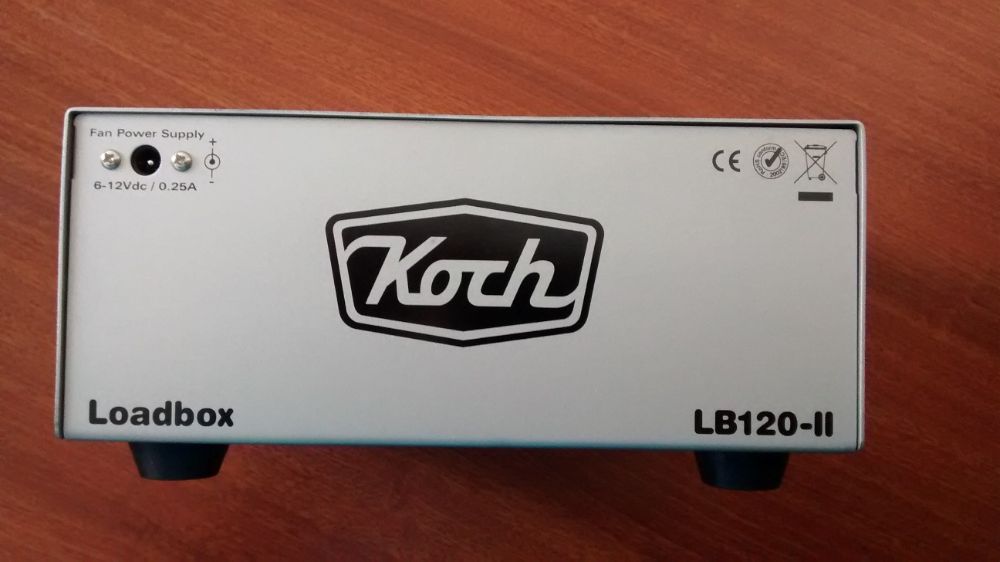 Fan Power Supply
+
-
6-12Vdc / 0.25A
CE
Koch
Loadbox
LB120-II